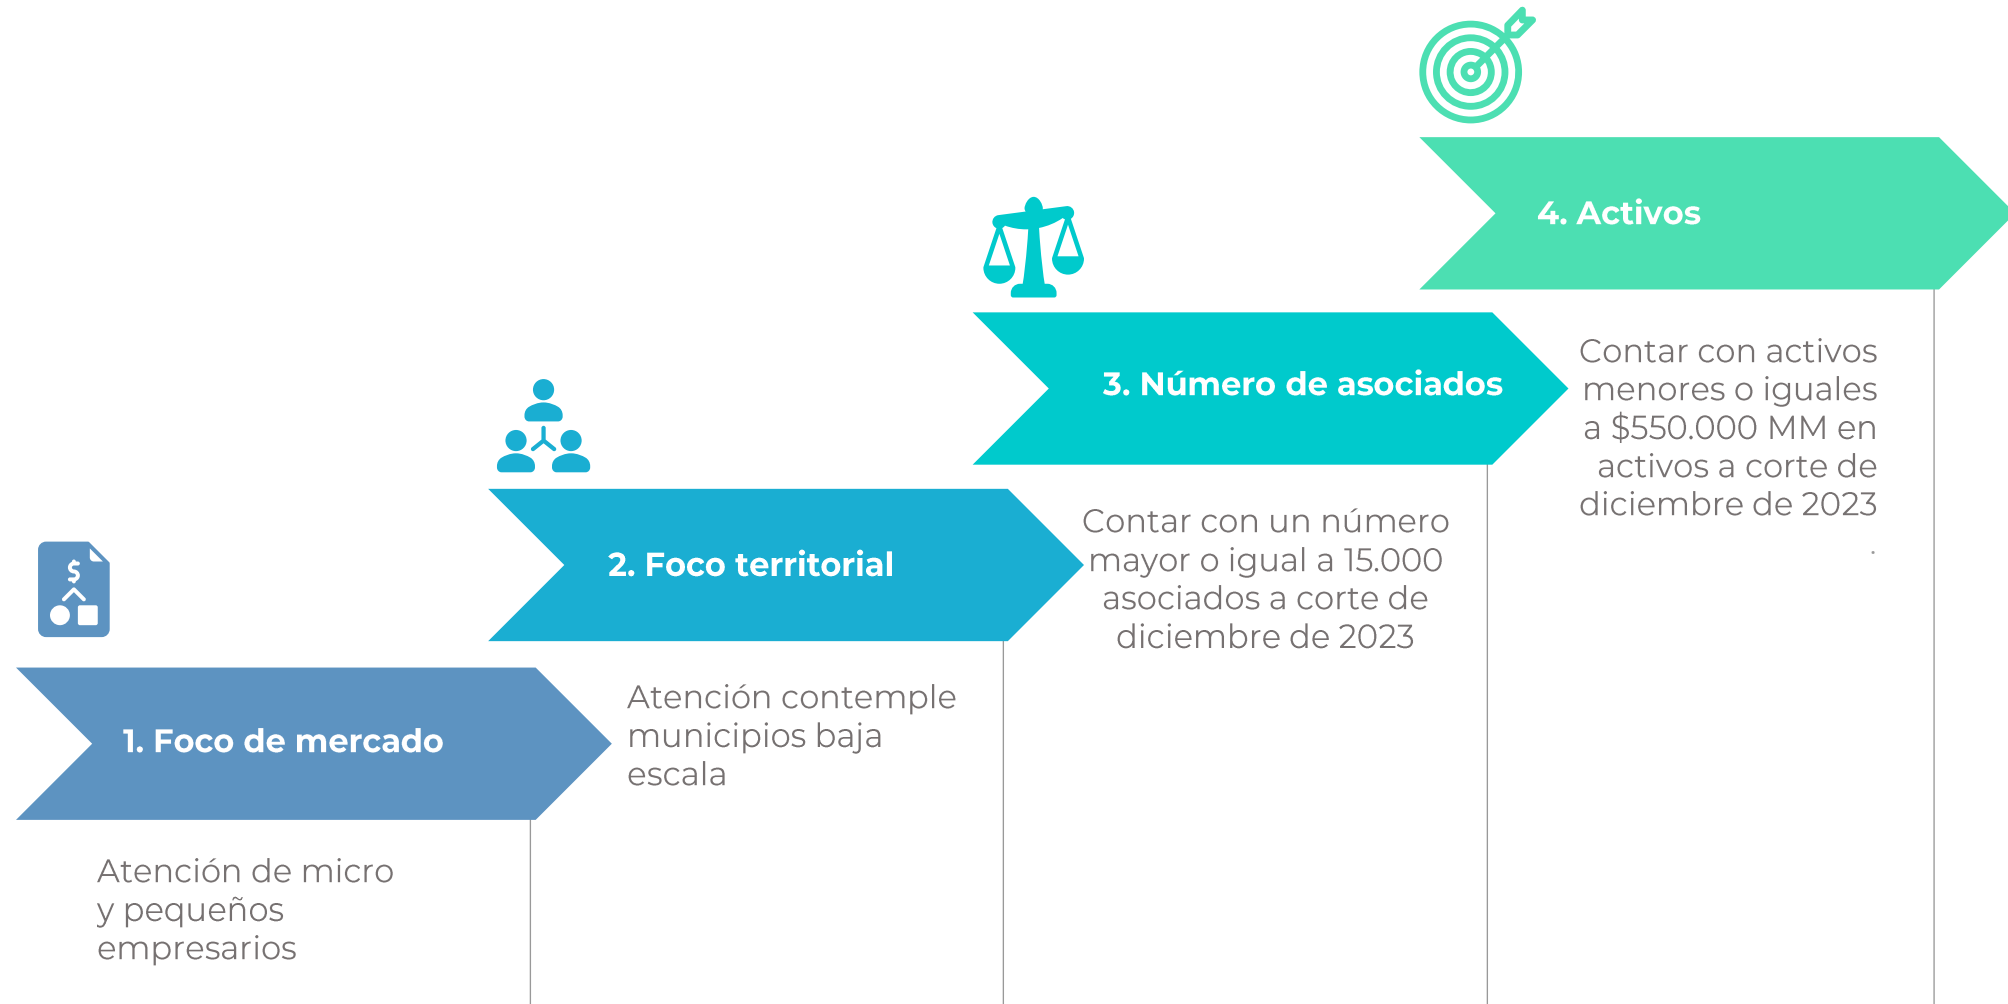 $
1. Foco de mercado
Atención de micro
y pequeños
empresarios
2. Foco territorial
Atención contemple
municipios baja
escala
3. Número de asociados
Contar con un número
mayor o igual a 15.000
asociados a corte de
diciembre de 2023
4. Activos
Contar con activos
menores o iguales
a $550.000 MM en
activos a corte de
diciembre de 2023
.